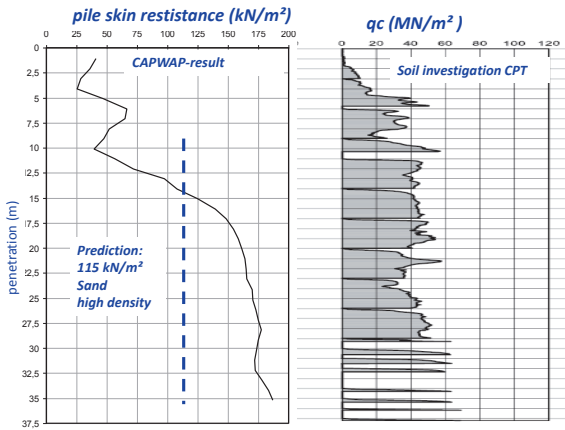 pile skin restistance (kN/m²)
qc (MN/m² )
0 25 50 75 100 125 150 175 200
0 20 40 60 80 100 120
CAPWAP-result
Soil investigation CPT
0
2,5
5
7,5
10
12,5
15
17,5
20
22,5
25
27,5
30
32,5
35
37,5
penetration (m)
Prediction:
115 kN/m²
Sand
high density